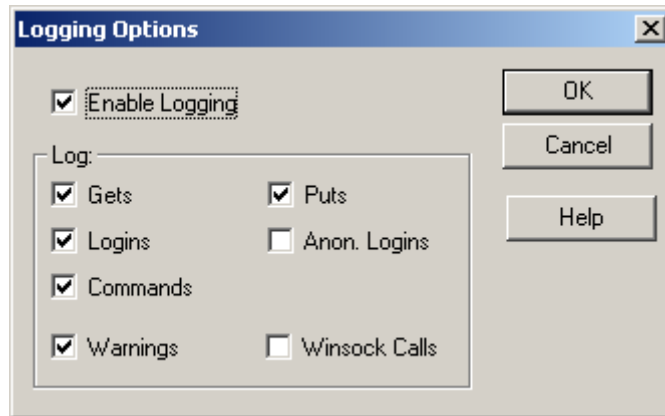 Logging Options
Enable Logging
OK
Cancel
Help
Log:
Gets
Puts
Logins
Anon. Logins
Commands
Warnings
Winsock Calls